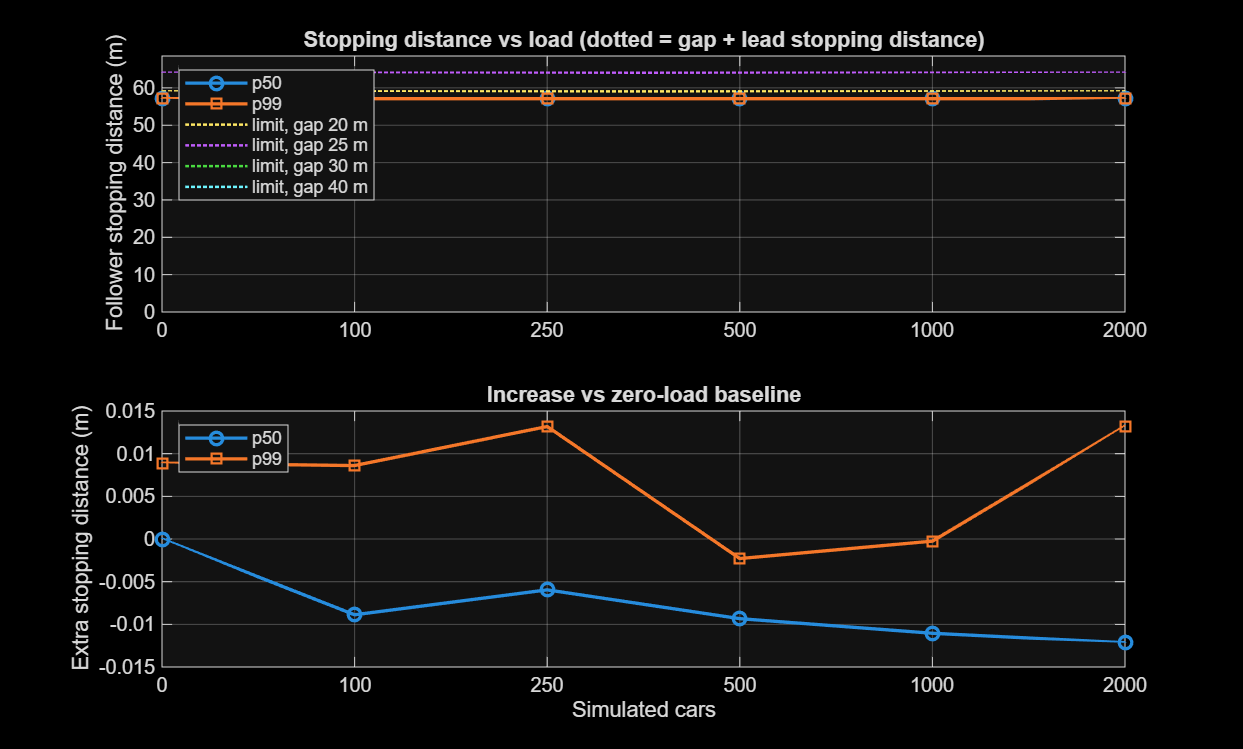 Stopping distance vs load (dotted = gap + lead stopping distance)
Follower stopping distance (m)
60
50
40
30
20
10
0
p50
p99
limit, gap 20 m
limit, gap 25 m
limit, gap 30 m
limit, gap 40 m
0 100 250 500 1000 2000
Increase vs zero-load baseline
Extra stopping distance (m)
0.015
0.01
0.005
0
-0.005
-0.01
-0.015
p50
p99
0 100 250 500 1000 2000
Simulated cars